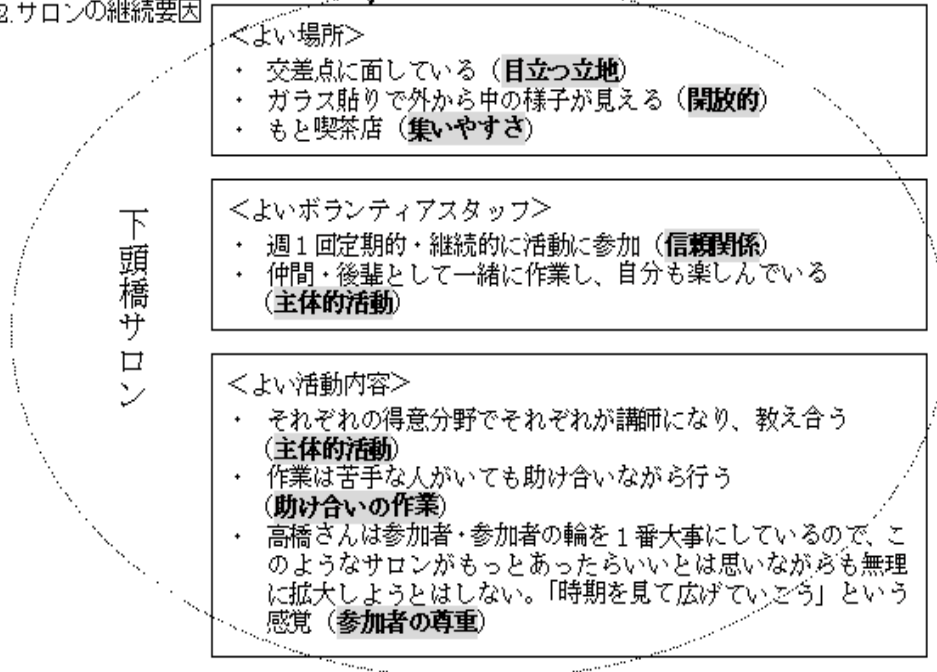 2.サロンの継続要因
＜よい場所＞
・ 交差点に面している（目立つ立地）
・ ガラス貼りで外から中の様子が見える（開放的）
・ もと喫茶店（集いやすさ）
下頭橋サロン
＜よいボランティアスタッフ＞
・ 週１回定期的・継続的に活動に参加（信頼関係）
・ 仲間・後輩として一緒に作業し、自分も楽しんでいる
（主体的活動）
＜よい活動内容＞
・ それぞれの得意分野でそれぞれが講師になり、教え合う
（主体的活動）
・ 作業は苦手な人がいても助け合いながら行う
（助け合いの作業）
・ 高橋さんは参加者・参加者の輪を１番大事にしているので、こ
のようなサロンがもっとあったらいいとは思いながらも無理
に拡大しようとはしない。「時期を見て広げていこう」という
感覚（参加者の尊重）